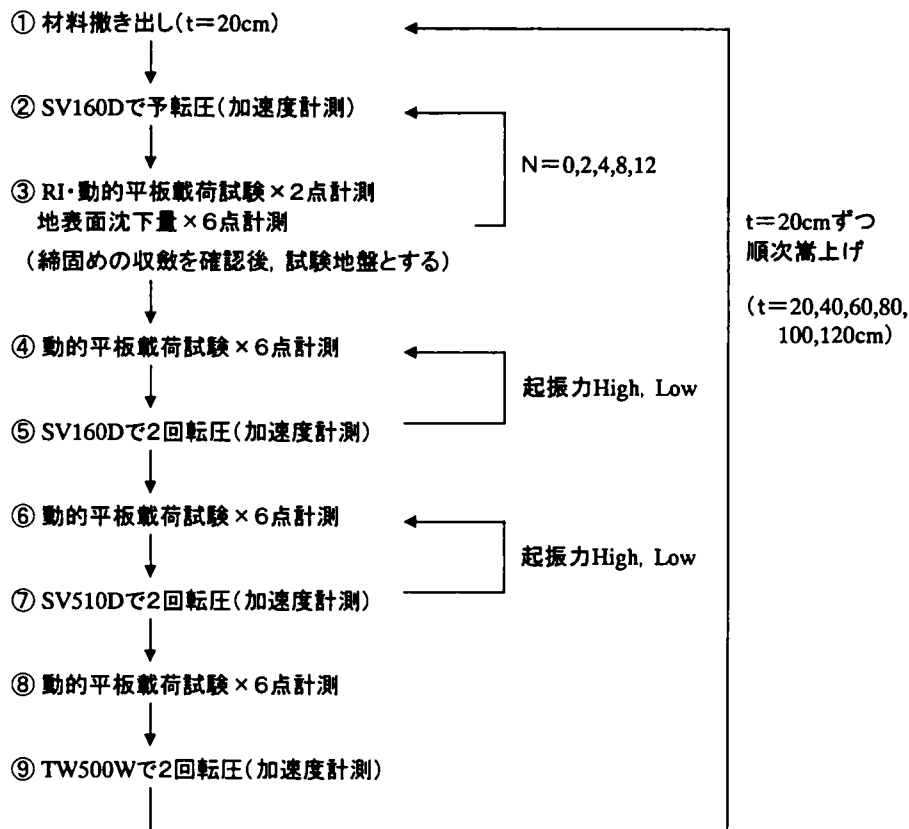 ① 材料撒き出し(t=20cm)
② SV160Dで予転圧(加速度計測)
N=0,2,4,8,12
③ RI・動的平板載荷試験×2点計測
地表面沈下量×6点計測
(締固めの収斂を確認後, 試験地盤とする)
t=20cmずつ
順次嵩上げ
(t=20,40,60,80,
100,120cm)
④ 動的平板載荷試験×6点計測
起振力High, Low
⑤ SV160Dで2回転圧(加速度計測)
⑥ 動的平板載荷試験×6点計測
起振力High, Low
⑦ SV510Dで2回転圧(加速度計測)
⑧ 動的平板載荷試験×6点計測
⑨ TW500Wで2回転圧(加速度計測)